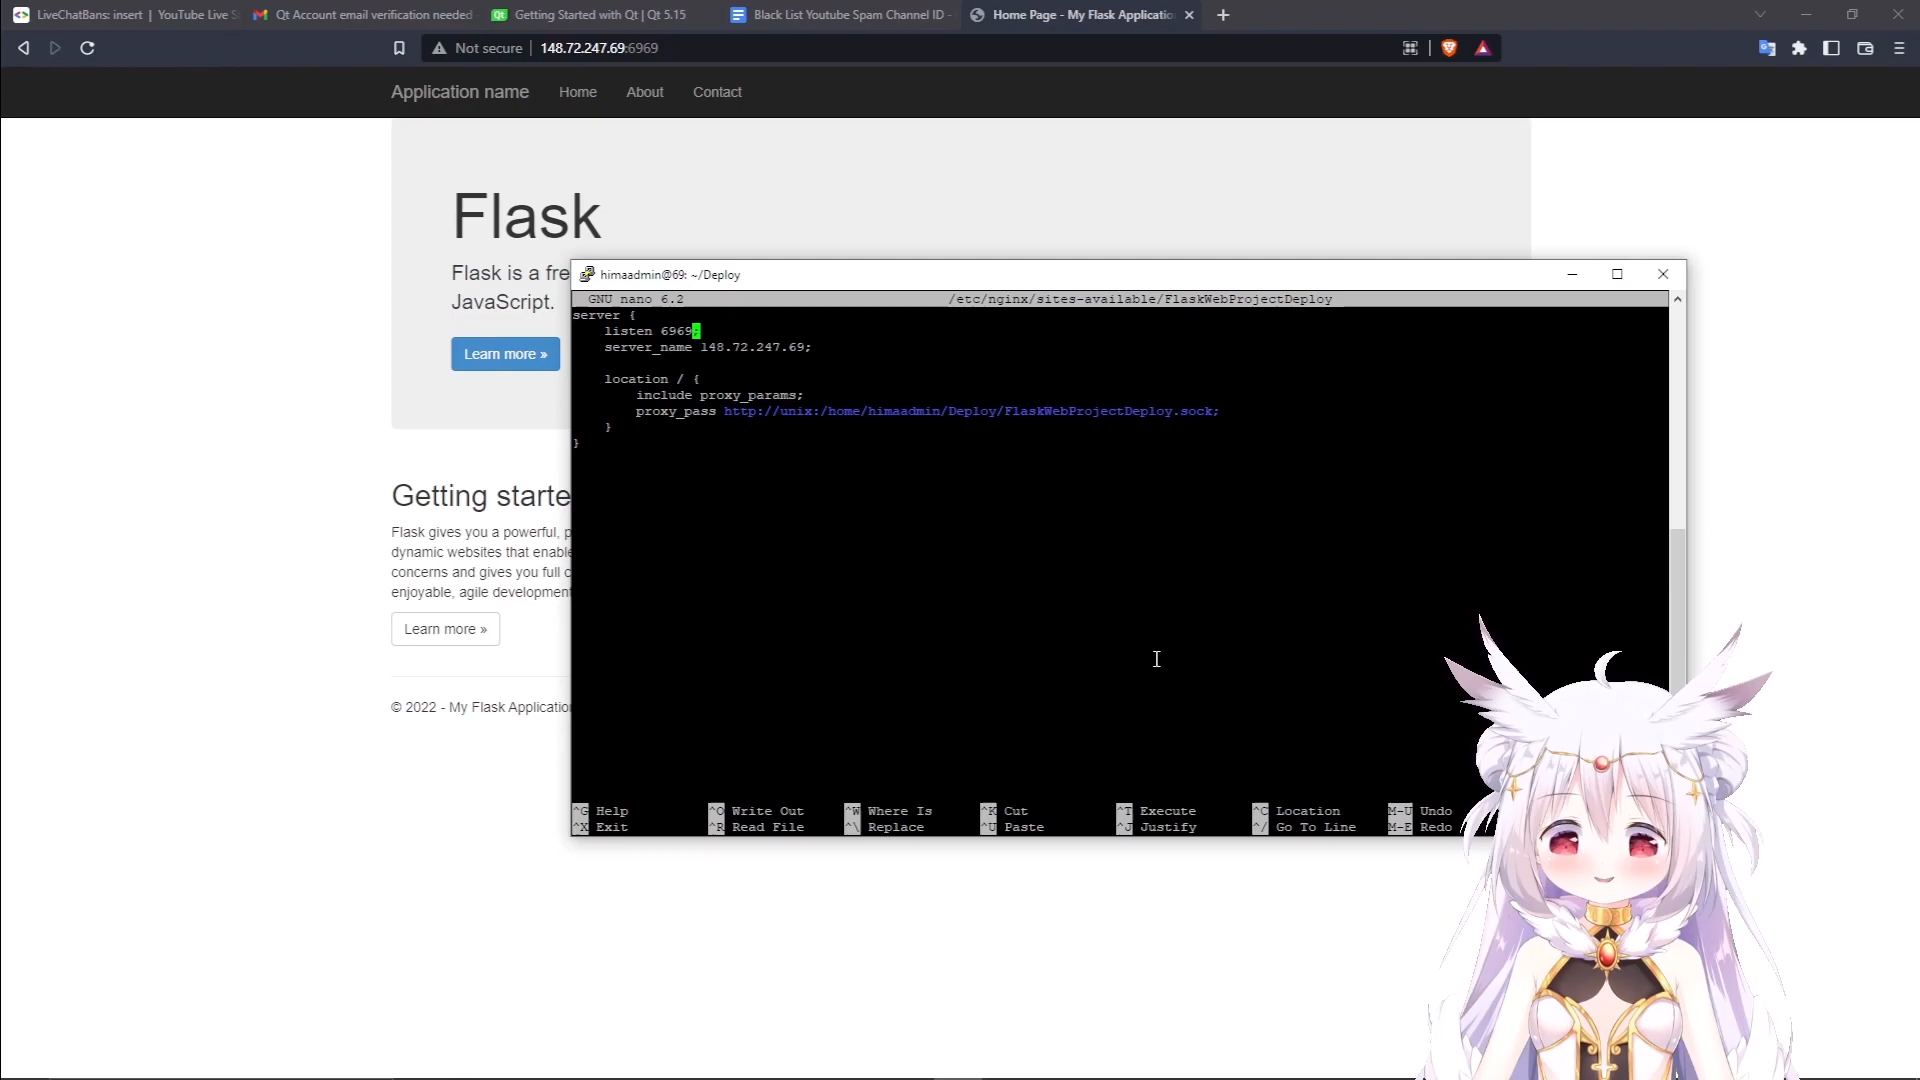 LiveChatBans: insert | YouTube Live S
Qt Account email verification needed
Getting Started with Qt | Qt 5.15
Black List Youtube Spam Channel ID -
Home Page - My Flask Applicatio
Not secure
148.72.247.69:6969
Application name
Home
About
Contact
Flask
Flask is a fre
JavaScript.
Learn more »
himaadmin@69: ~/Deploy
GNU nano 6.2
/etc/nginx/sites-available/FlaskWebProjectDeploy
server {
listen 6969;
server_name 148.72.247.69;
location / {
include proxy_params;
proxy_pass http://unix:/home/himaadmin/Deploy/FlaskWebProjectDeploy.sock;
}
}
Getting starte
Flask gives you a powerful, p
dynamic websites that enable
concerns and gives you full c
enjoyable, agile development
Learn more »
© 2022 - My Flask Application
^G Help
^O Write Out
^W Where Is
^K Cut
^T Execute
^C Location
M-U Undo
^X Exit
^R Read File
^\ Replace
^U Paste
^J Justify
^/ Go To Line
M-E Redo